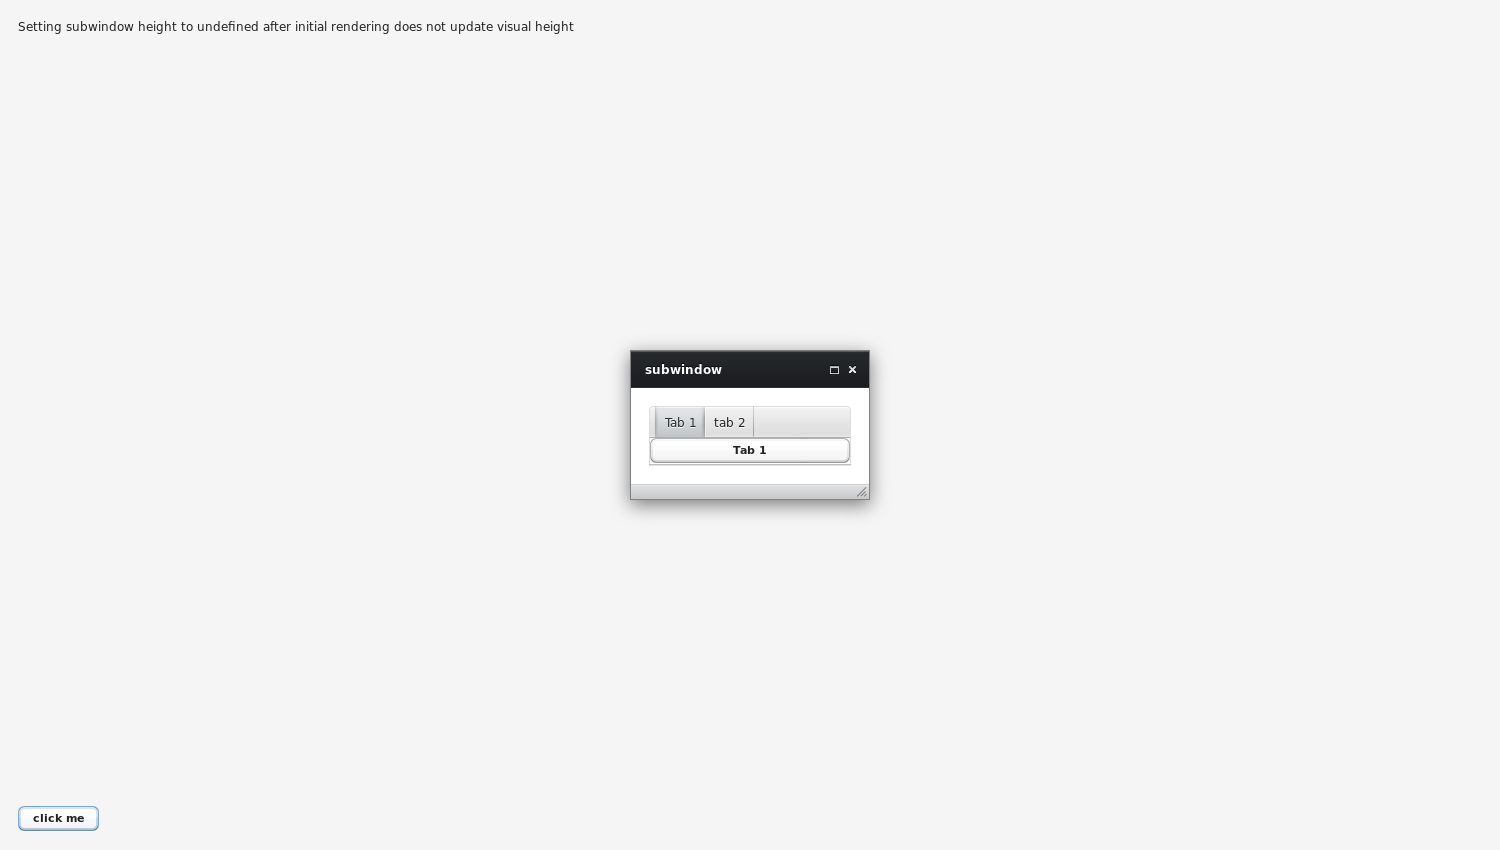 Setting subwindow height to undefined after initial rendering does not update visual height
subwindow
Tab 1 tab 2
Tab 1
click me